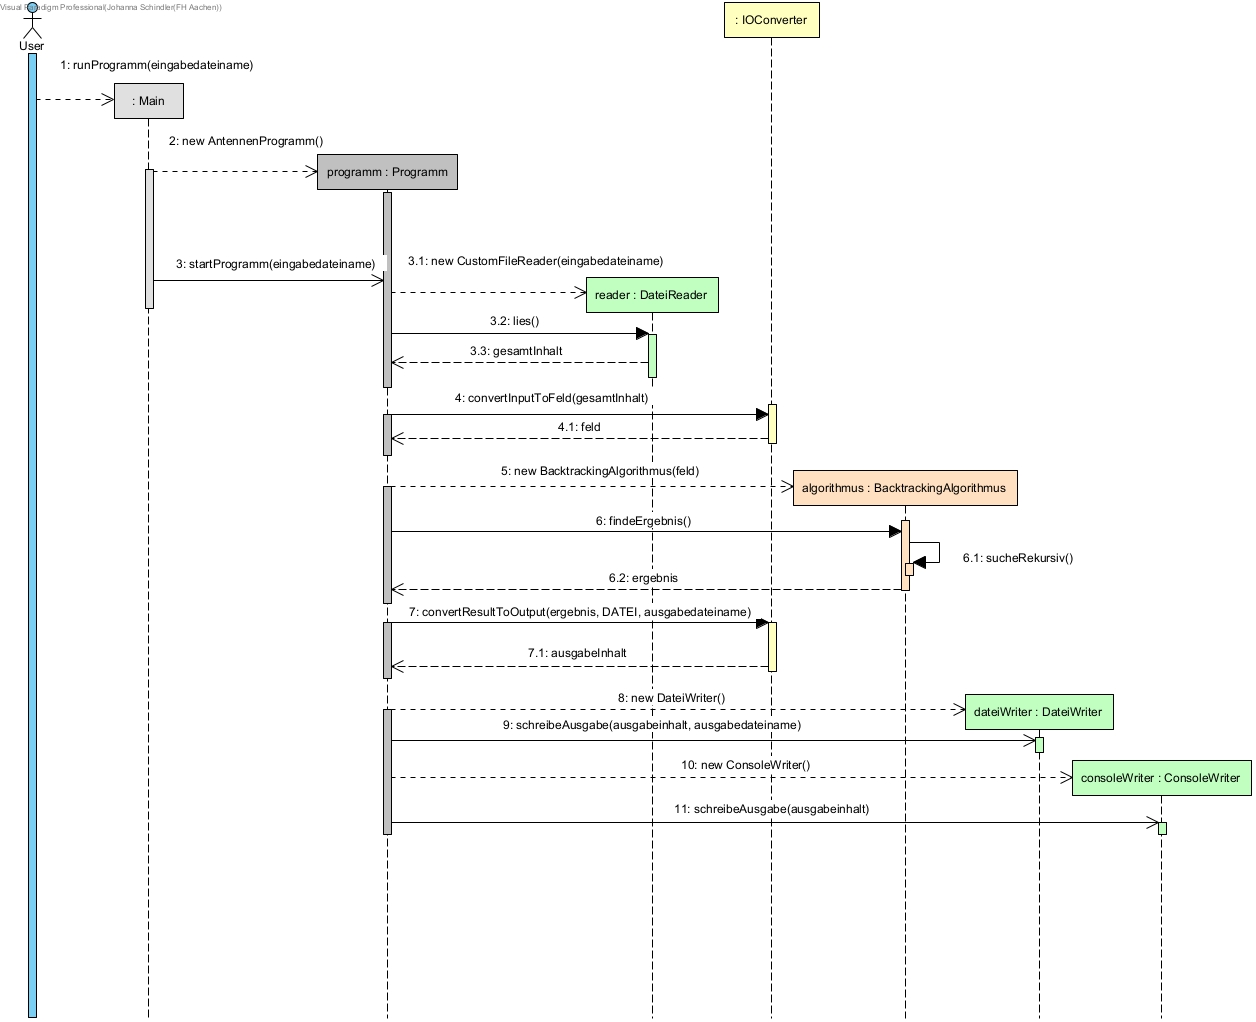 Visual Paradigm Professional(Johanna Schindler(FH Aachen))
: IOConverter
User
1: runProgramm(eingabedateiname)
: Main
2: new AntennenProgramm()
programm : Programm
3: startProgramm(eingabedateiname)
3.1: new CustomFileReader(eingabedateiname)
reader : DateiReader
3.2: lies()
3.3: gesamtInhalt
4: convertInputToFeld(gesamtInhalt)
4.1: feld
5: new BacktrackingAlgorithmus(feld)
algorithmus : BacktrackingAlgorithmus
6: findeErgebnis()
6.1: sucheRekursiv()
6.2: ergebnis
7: convertResultToOutput(ergebnis, DATEI, ausgabedateiname)
7.1: ausgabeInhalt
8: new DateiWriter()
dateiWriter : DateiWriter
9: schreibeAusgabe(ausgabeinhalt, ausgabedateiname)
10: new ConsoleWriter()
consoleWriter : ConsoleWriter
11: schreibeAusgabe(ausgabeinhalt)